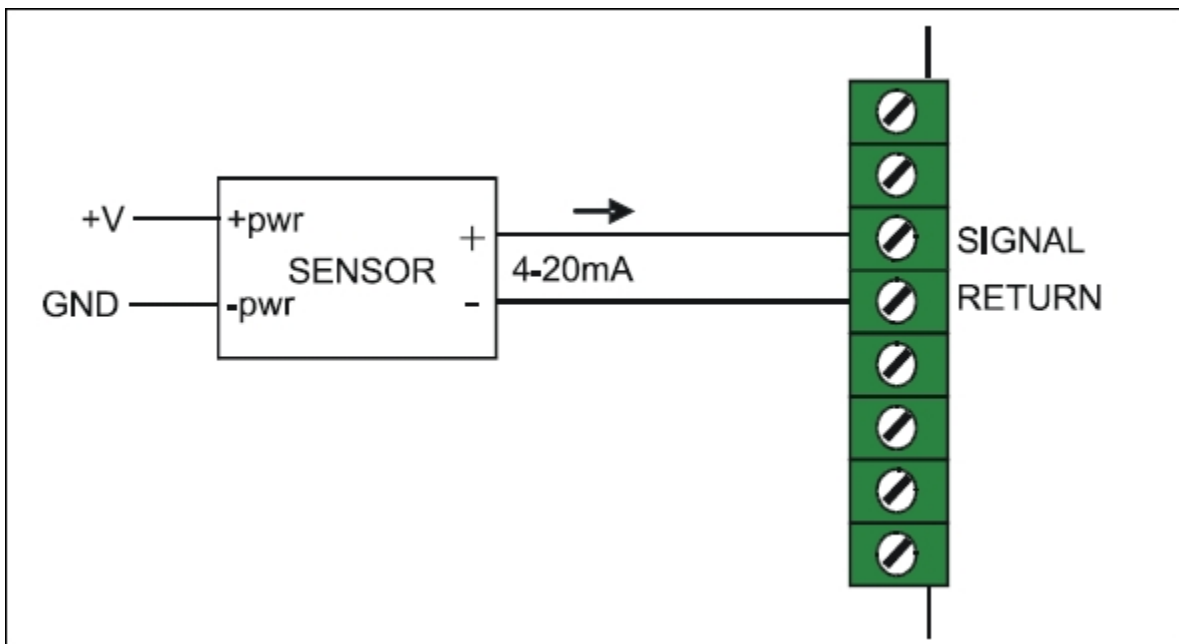 +V
+pwr
+
SENSOR
GND
-pwr
-
4-20mA
SIGNAL
RETURN